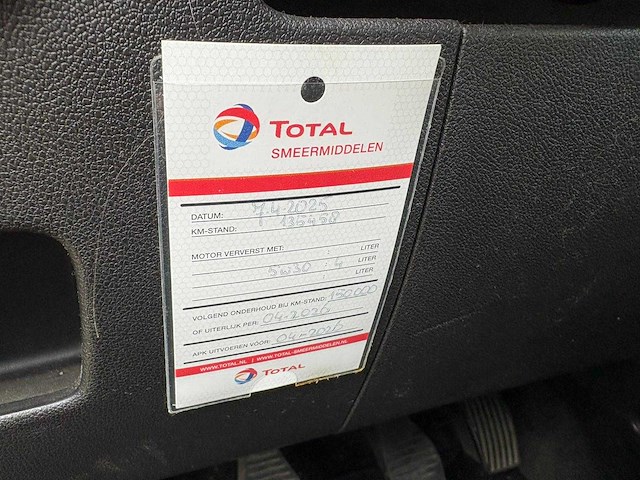 TOTAL
SMEERMIDDELEN
DATUM: 7.4.2025
KM-STAND: 135458
MOTOR VERVERST MET: LITER
5W30 4 LITER
LITER
VOLGEND ONDERHOUD BIJ KM-STAND: 150000
OF UITERLIJK PER: 04-2026
APK UITVOEREN VÓÓR: 04-2026
WWW.TOTAL.NL | WWW.TOTAL-SMEERMIDDELEN.NL
TOTAL